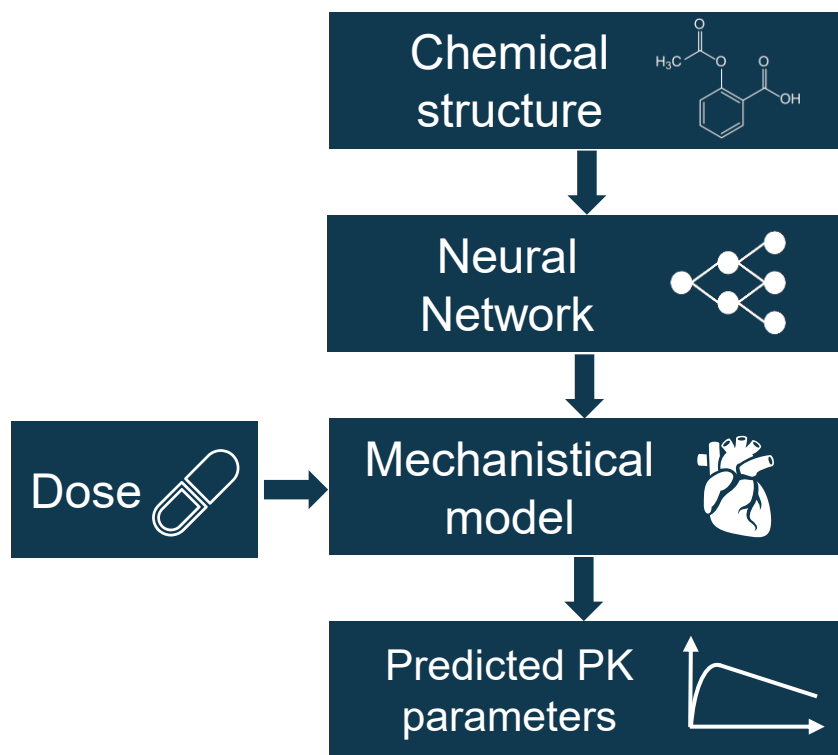 Chemical
structure
O
H₃C
O
O
OH
Neural
Network
Dose
Mechanistical
model
Predicted PK
parameters